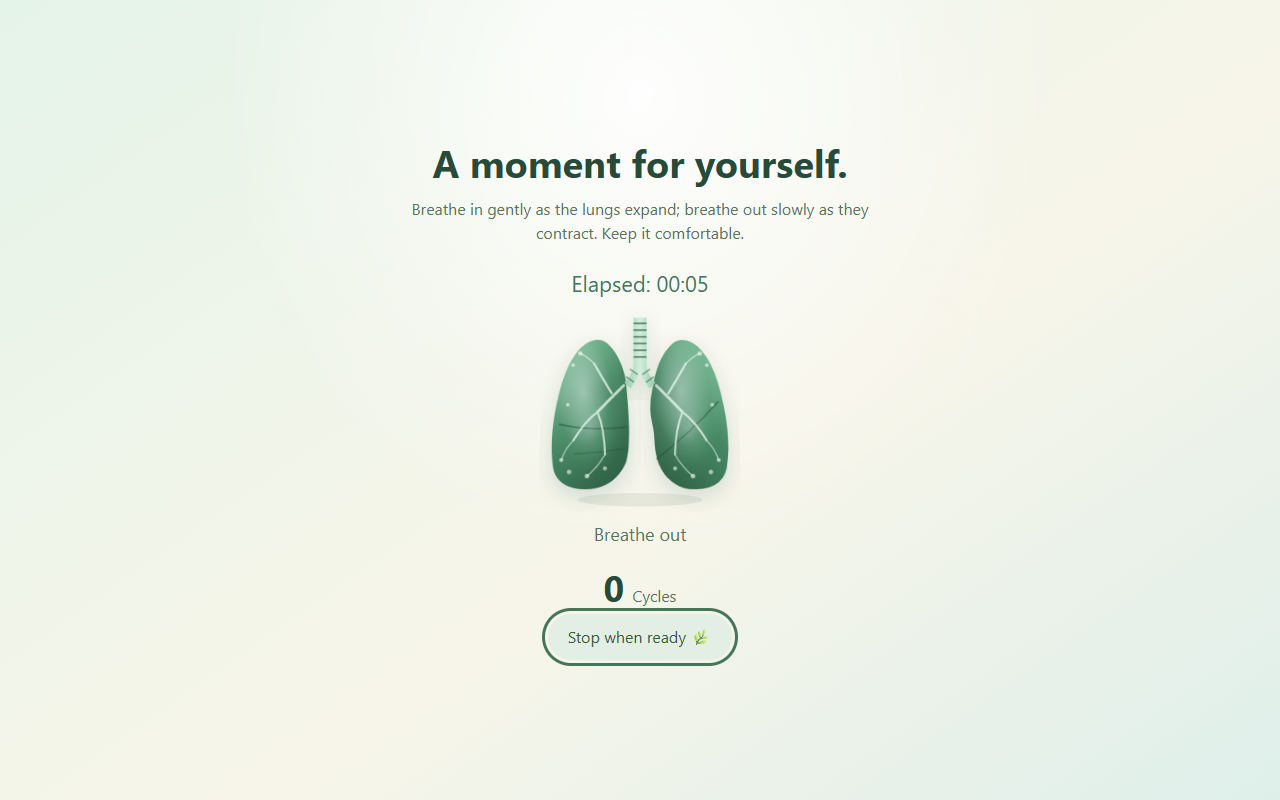 A moment for yourself.
Breathe in gently as the lungs expand; breathe out slowly as they
contract. Keep it comfortable.
Elapsed: 00:05
Breathe out
0 Cycles
Stop when ready 🌿